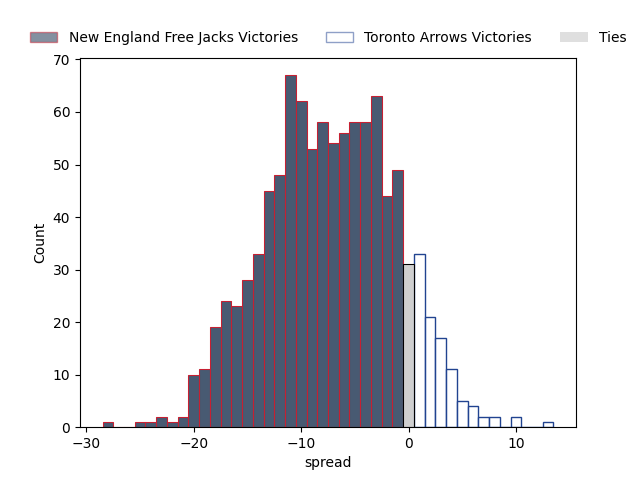 New England Free Jacks Victories Toronto Arrows Victories Ties
70
60
50
40
30
20
10
0
Count
−30 −20 −10 0 10
spread